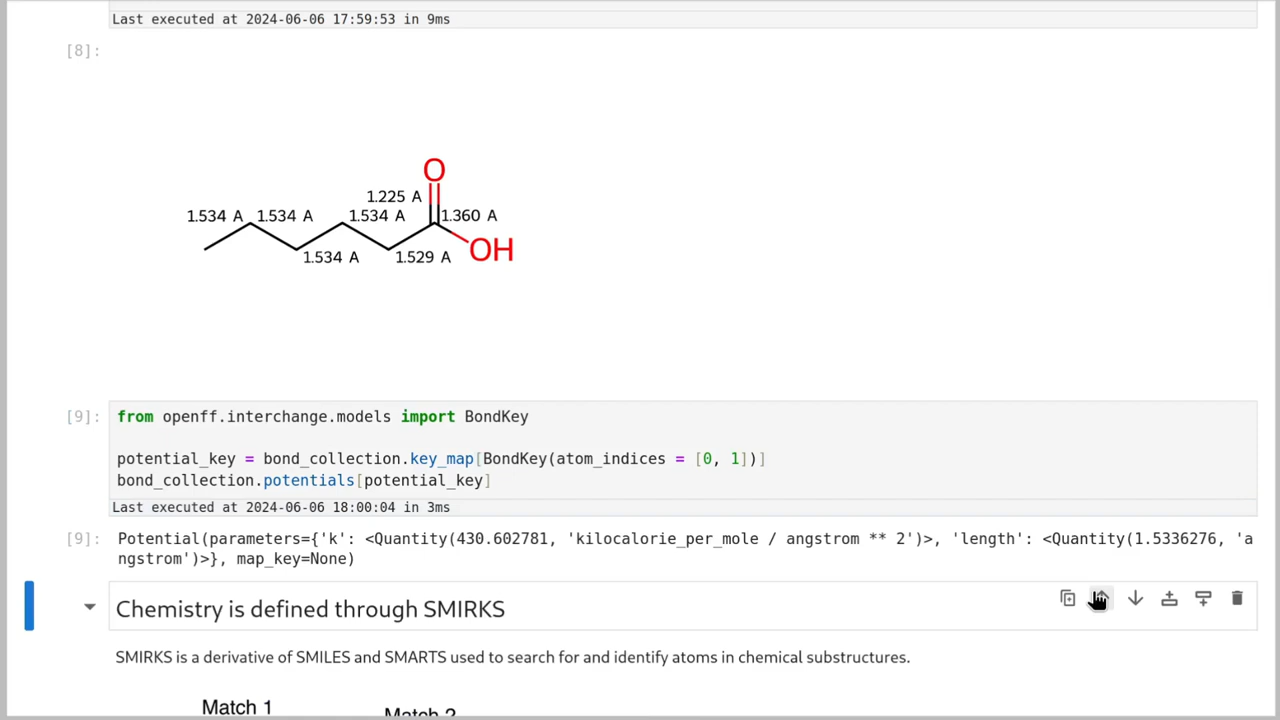 Last executed at 2024-06-06 17:59:53 in 9ms
[8]:
O
1.225 A
1.534 A 1.534 A 1.534 A 1.360 A
OH
1.534 A 1.529 A
[9]: from openff.interchange.models import BondKey
potential_key = bond_collection.key_map[BondKey(atom_indices = [0, 1])]
bond_collection.potentials[potential_key]
Last executed at 2024-06-06 18:00:04 in 3ms
[9]: Potential(parameters={'k': <Quantity(430.602781, 'kilocalorie_per_mole / angstrom ** 2')>, 'length': <Quantity(1.5336276, 'a
ngstrom')>}, map_key=None)
Chemistry is defined through SMIRKS
SMIRKS is a derivative of SMILES and SMARTS used to search for and identify atoms in chemical substructures.
Match 1
Match 2